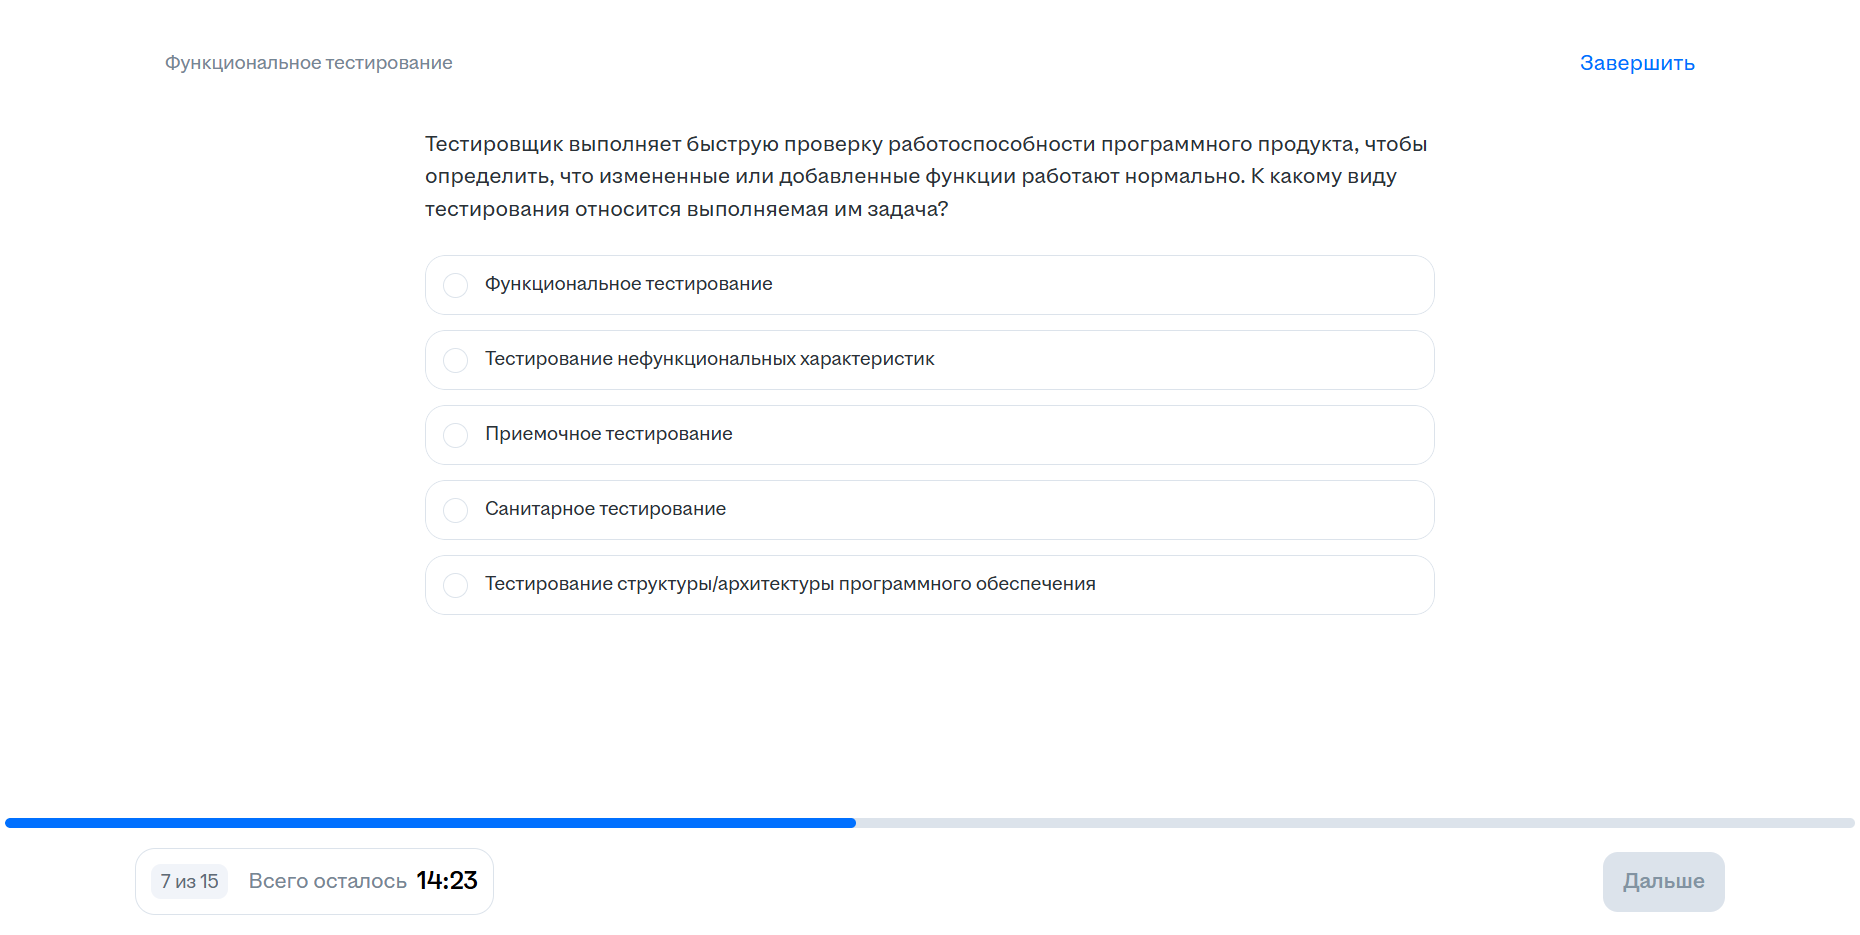 Функциональное тестирование
Завершить
Тестировщик выполняет быструю проверку работоспособности программного продукта, чтобы
определить, что измененные или добавленные функции работают нормально. К какому виду
тестирования относится выполняемая им задача?
Функциональное тестирование
Тестирование нефункциональных характеристик
Приемочное тестирование
Санитарное тестирование
Тестирование структуры/архитектуры программного обеспечения
7 из 15
Всего осталось 14:23
Дальше